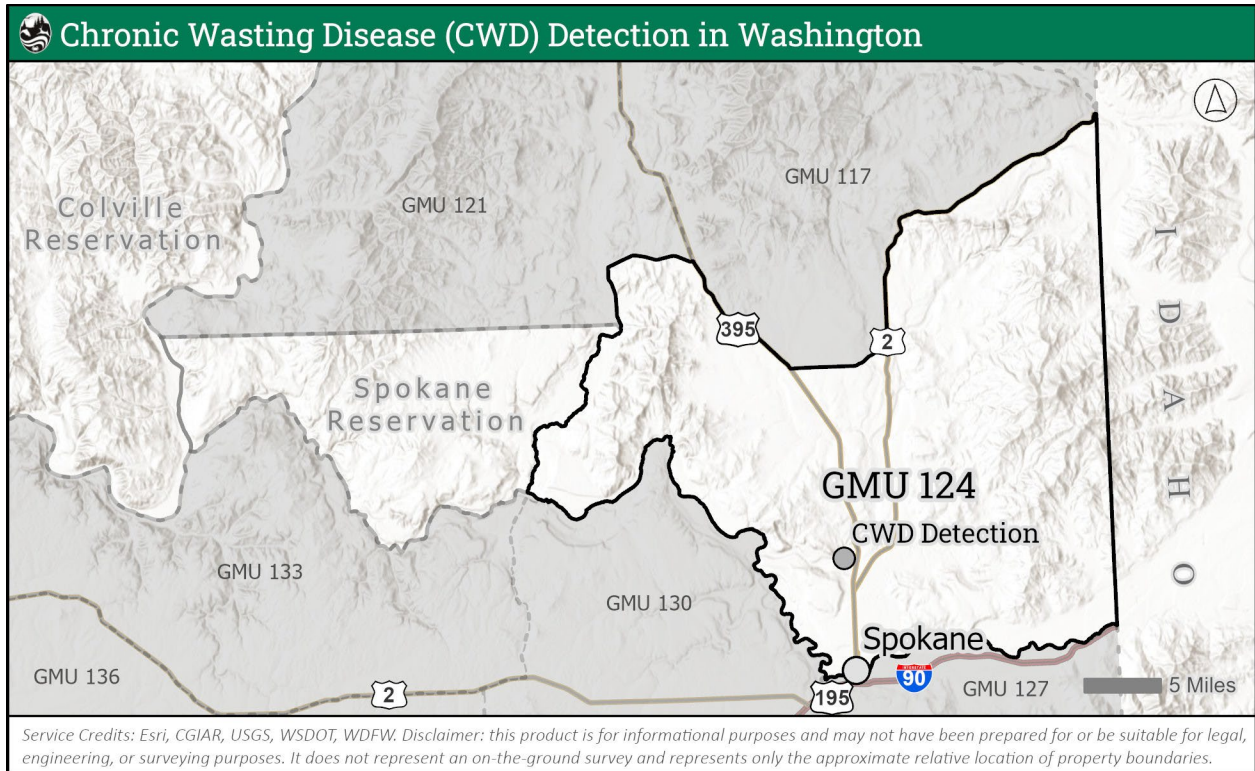 Chronic Wasting Disease (CWD) Detection in Washington
GMU 117
Colville
Reservation
GMU 121
I
D
A
H
O
395
2
Spokane
Reservation
GMU 124
CWD Detection
GMU 133
GMU 130
Spokane
INTERSTATE
90
GMU 136
2
195
GMU 127
5 Miles
Service Credits: Esri, CGIAR, USGS, WSDOT, WDFW. Disclaimer: this product is for informational purposes and may not have been prepared for or be suitable for legal,
engineering, or surveying purposes. It does not represent an on-the-ground survey and represents only the approximate relative location of property boundaries.